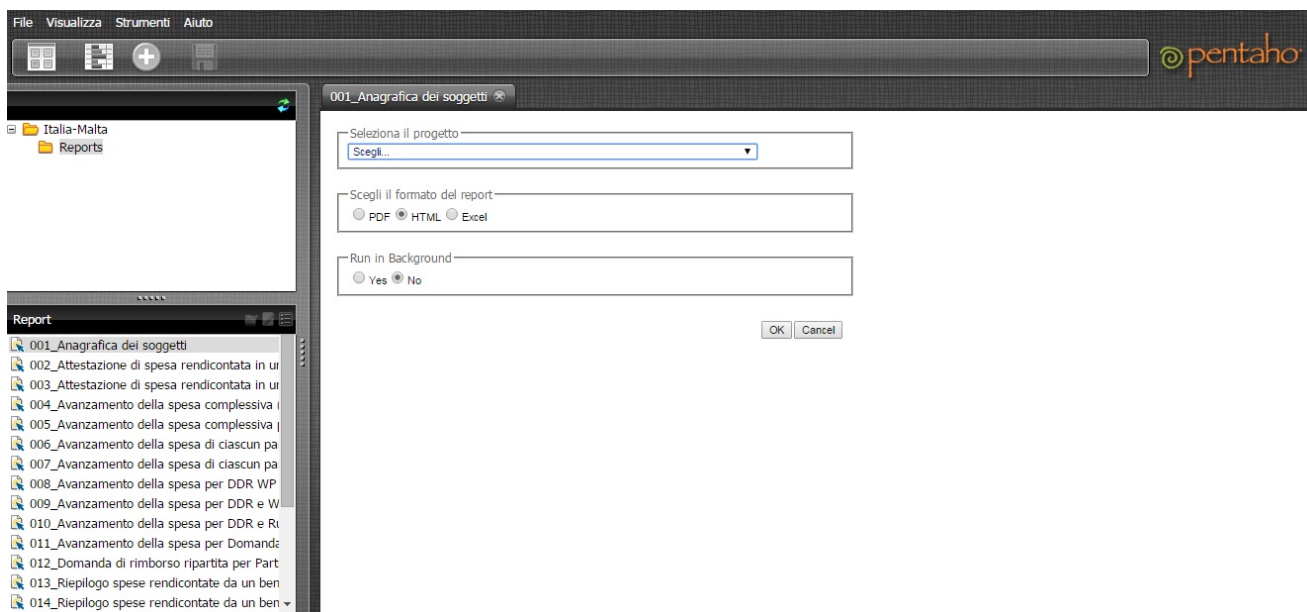 File Visualizza Strumenti Aiuto
pentaho
Italia-Malta
Reports
Report
001_Anagrafica dei soggetti
002_Attestazione di spesa rendicontata in un
003_Attestazione di spesa rendicontata in un
004_Avanzamento della spesa complessiva (
005_Avanzamento della spesa complessiva p
006_Avanzamento della spesa di ciascun pa
007_Avanzamento della spesa di ciascun pa
008_Avanzamento della spesa per DDR WP
009_Avanzamento della spesa per DDR e W
010_Avanzamento della spesa per DDR e Ru
011_Avanzamento della spesa per Domanda
012_Domanda di rimborso ripartita per Part
013_Riepilogo spese rendicontate da un ben
014_Riepilogo spese rendicontate da un ben
001_Anagrafica dei soggetti
Seleziona il progetto
Scegli...
Scegli il formato del report
PDF HTML Excel
Run in Background
Yes No
OK Cancel